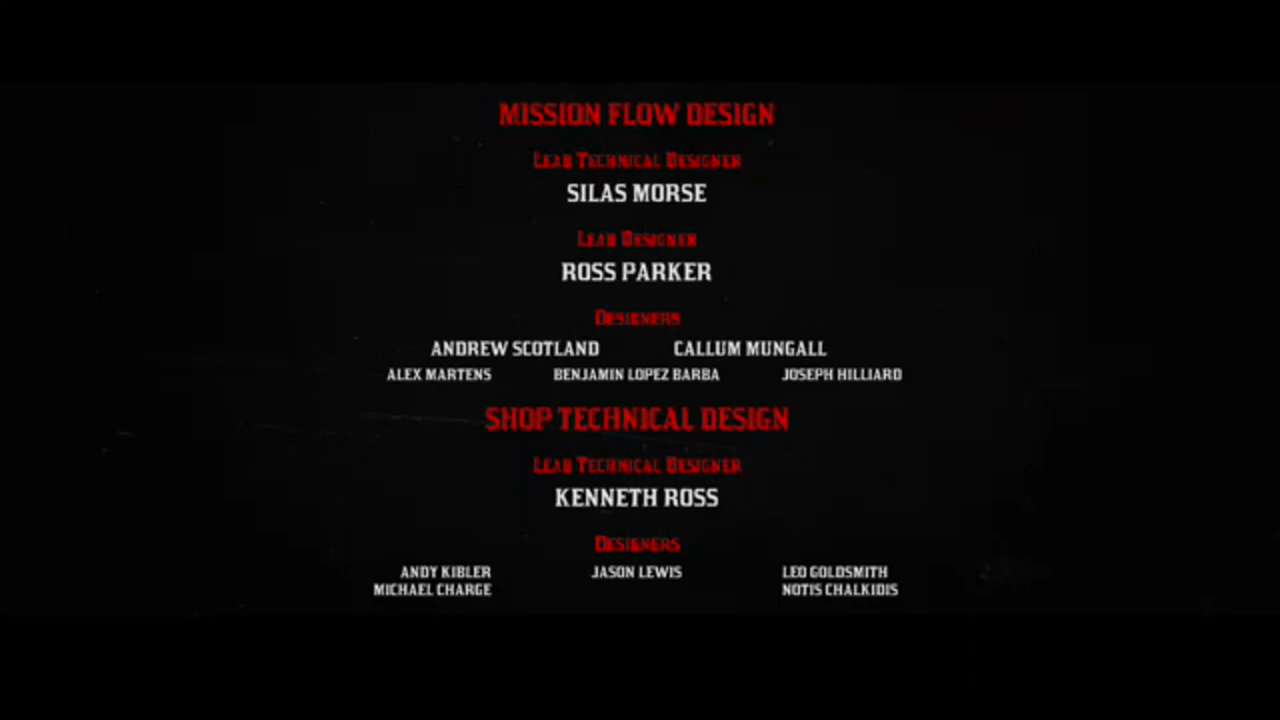 MISSION FLOW DESIGN
LEAD TECHNICAL DESIGNER
SILAS MORSE
LEAD DESIGNER
ROSS PARKER
DESIGNERS
ANDREW SCOTLAND CALLUM MUNGALL
ALEX MARTENS BENJAMIN LOPEZ BARBA JOSEPH HILLIARD
SHOP TECHNICAL DESIGN
LEAD TECHNICAL DESIGNER
KENNETH ROSS
DESIGNERS
ANDY KIBLER JASON LEWIS LEO GOLDSMITH
MICHAEL CHARGE NOTIS CHALKIDIS